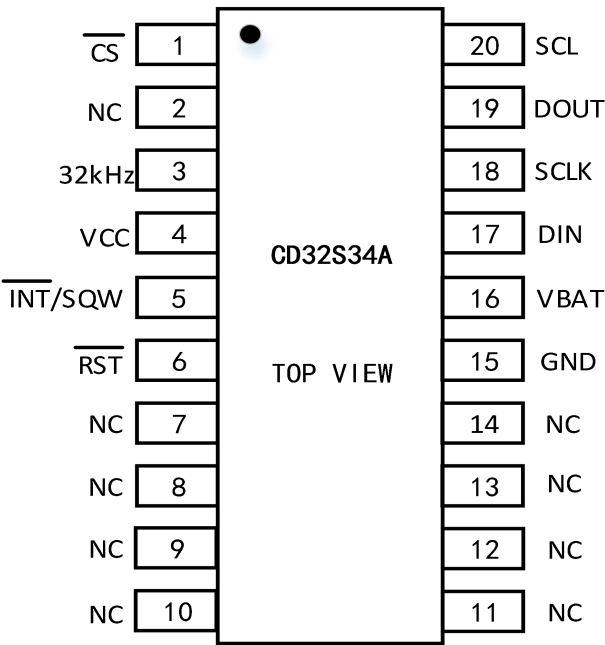 CS 1 20 SCL
NC 2 19 DOUT
32kHz 3 18 SCLK
VCC 4 17 DIN
CD32S34A
INT/SQW 5 16 VBAT
RST 6 15 GND
TOP VIEW
NC 7 14 NC
NC 8 13 NC
NC 9 12 NC
NC 10 11 NC